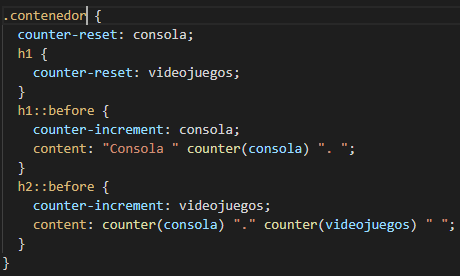 .contenedor {
  counter-reset: consola;
  h1 {
    counter-reset: videojuegos;
  }
  h1::before {
    counter-increment: consola;
    content: "Consola " counter(consola) ". ";
  }
  h2::before {
    counter-increment: videojuegos;
    content: counter(consola) "." counter(videojuegos) " ";
  }
}